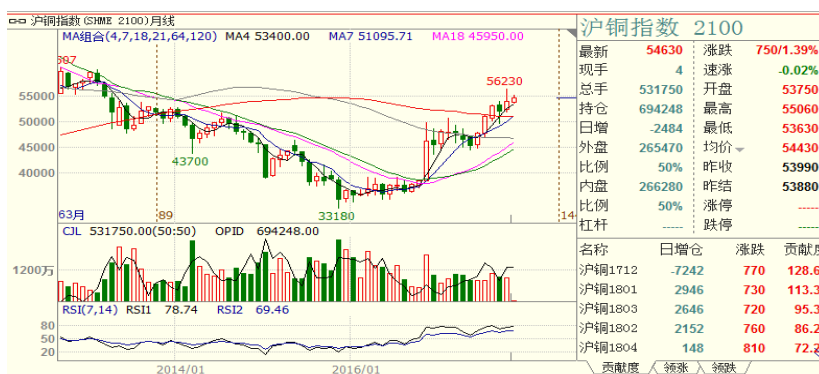 沪铜指数(SHME 2100)月线
MA组合(4,7,18,21,64,120) MA4 53400.00 MA7 51095.71 MA18 45950.00
56230
55000
50000
45000
40000
43700
33180
63月
89
CJL 531750.00(50:50) OPID 694248.00
1200万
RSI(7,14) RSI1 78.74 RSI2 69.46
80
50
20
2014/01 2016/01
沪铜指数 2100
最新 54630 涨跌 750/1.39%
现手 4 速涨 -0.02%
总手 531750 开盘 53750
持仓 694248 最高 55060
日增 -2484 最低 53630
外盘 265470 均价 54430
比例 50% 昨收 53990
内盘 266280 昨结 53880
比例 50% 涨停 -----
杠杆 ----- 跌停 -----
名称 日增仓 涨跌 贡献度
沪铜1712 -7242 770 128.6
沪铜1801 2946 730 113.3
沪铜1803 2646 720 95.3
沪铜1802 2152 760 86.2
沪铜1804 148 810 72.2
贡献度 领涨 领跌